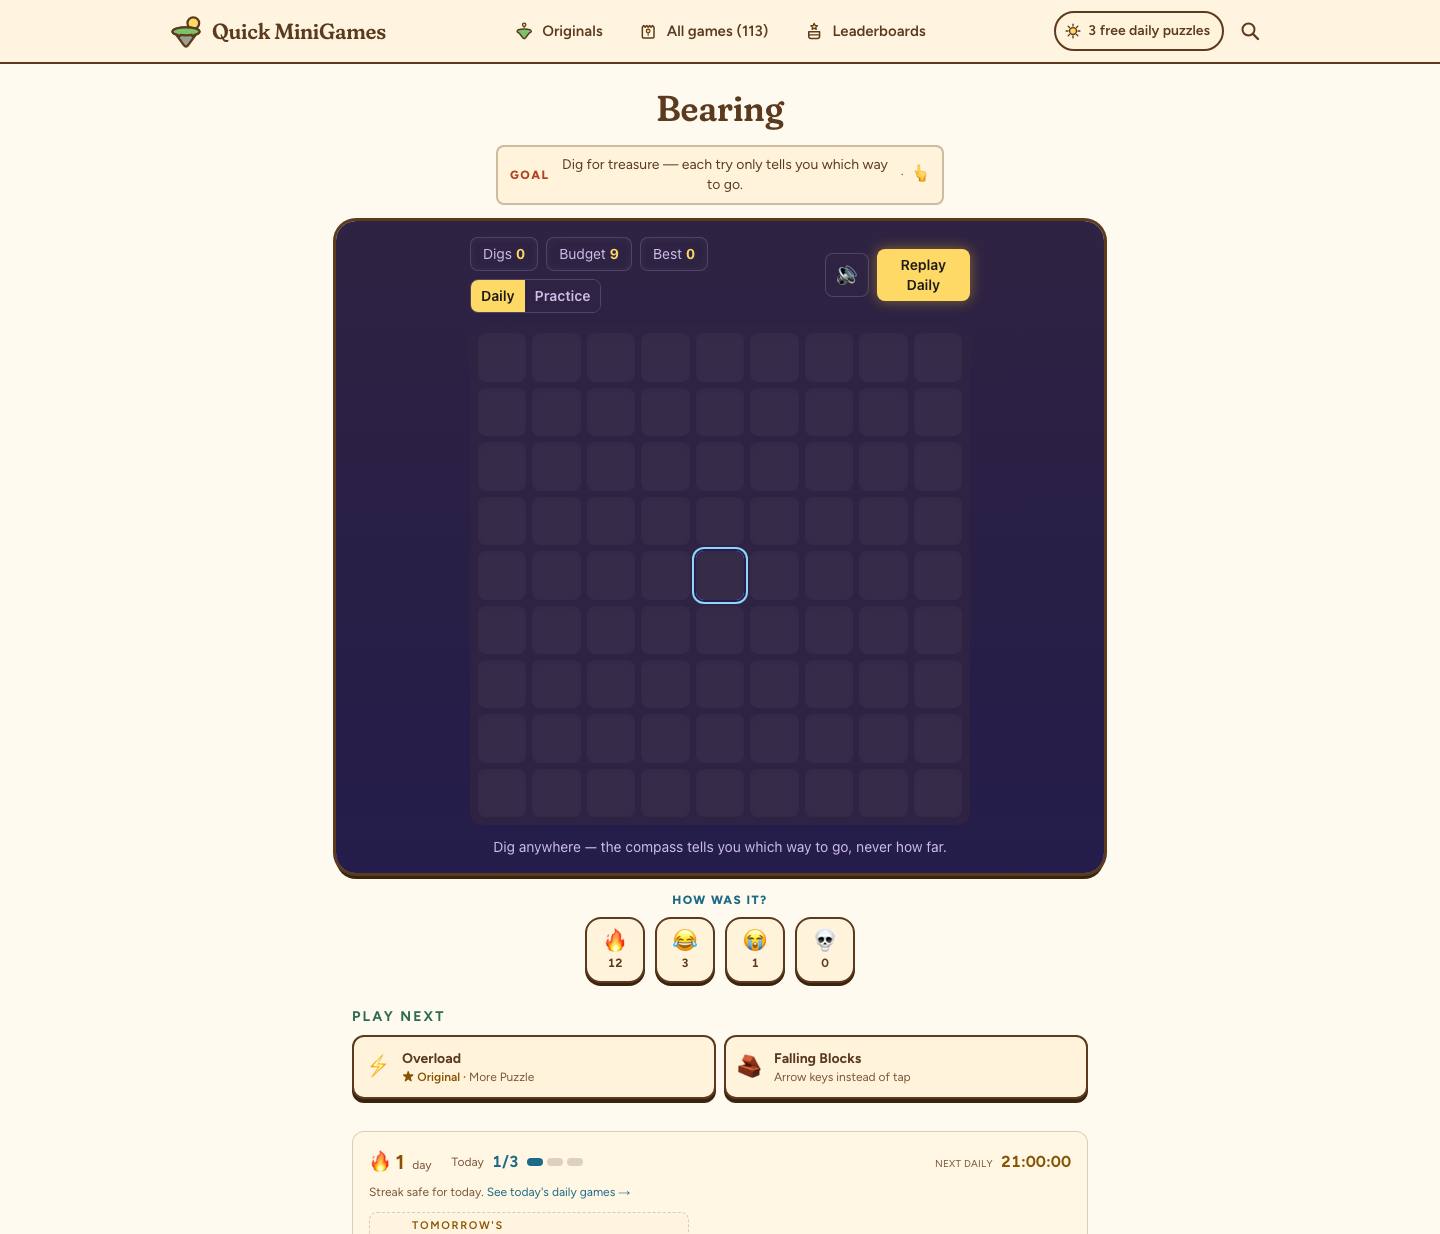 Quick MiniGames
Originals
All games (113)
Leaderboards
3 free daily puzzles
Bearing
GOAL
Dig for treasure — each try only tells you which way
to go.
·
Digs 0
Budget 9
Best 0
Daily
Practice
Replay
Daily
Dig anywhere — the compass tells you which way to go, never how far.
HOW WAS IT?
12
3
1
0
PLAY NEXT
Overload
Original · More Puzzle
Falling Blocks
Arrow keys instead of tap
1 day
Today 1/3
NEXT DAILY 21:00:00
Streak safe for today. See today's daily games →
TOMORROW'S